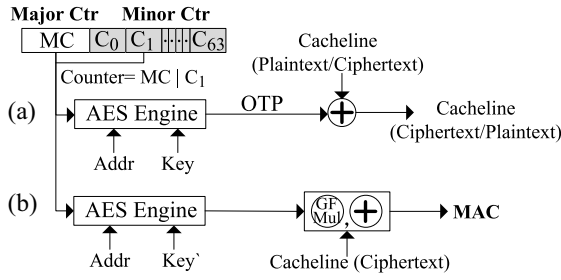 Major Ctr Minor Ctr
MC C0 C1 ····· C63
Counter= MC | C1
Cacheline
(Plaintext/Ciphertext)
(a) AES Engine OTP + Cacheline
(Ciphertext/Plaintext)
Addr Key
(b) AES Engine GF Mul , + MAC
Addr Key` Cacheline (Ciphertext)